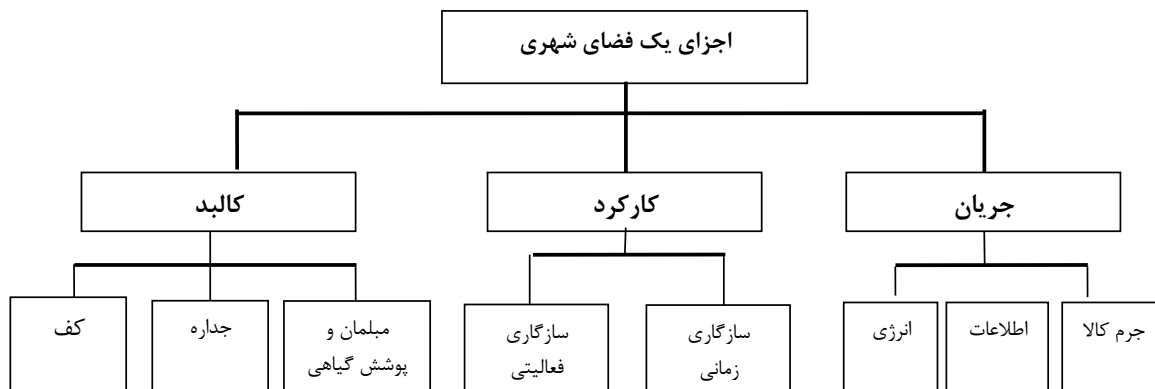 اجزای یک فضای شهری
جریان
کارکرد
کالبد
جرم کالا
اطلاعات
انرژی
سازگاری
زمانی
سازگاری
فعالیتی
مبلمان و
پوشش گیاهی
جداره
کف